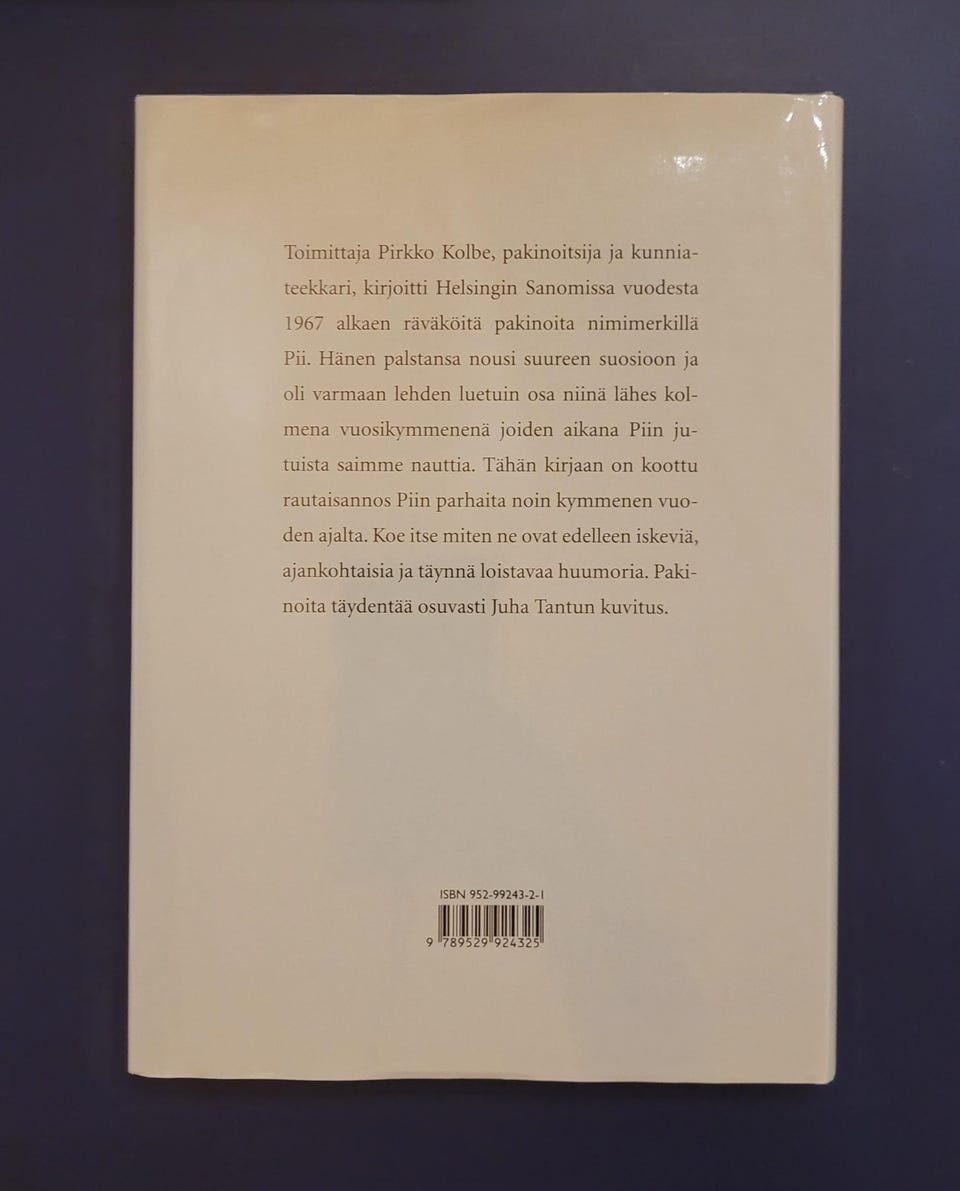 Toimittaja Pirkko Kolbe, pakinoitsija ja kunnia-
teekkari, kirjoitti Helsingin Sanomissa vuodesta
1967 alkaen räväköitä pakinoita nimimerkillä
Pii. Hänen palstansa nousi suureen suosioon ja
oli varmaan lehden luetuin osa niinä lähes kol-
mena vuosikymmenenä joiden aikana Piin ju-
tuista saimme nauttia. Tähän kirjaan on koottu
rautaisannos Piin parhaita noin kymmenen vuo-
den ajalta. Koe itse miten ne ovat edelleen iskeviä,
ajankohtaisia ja täynnä loistavaa huumoria. Paki-
noita täydentää osuvasti Juha Tantun kuvitus.
ISBN 952-99243-2-1
9 789529 924325